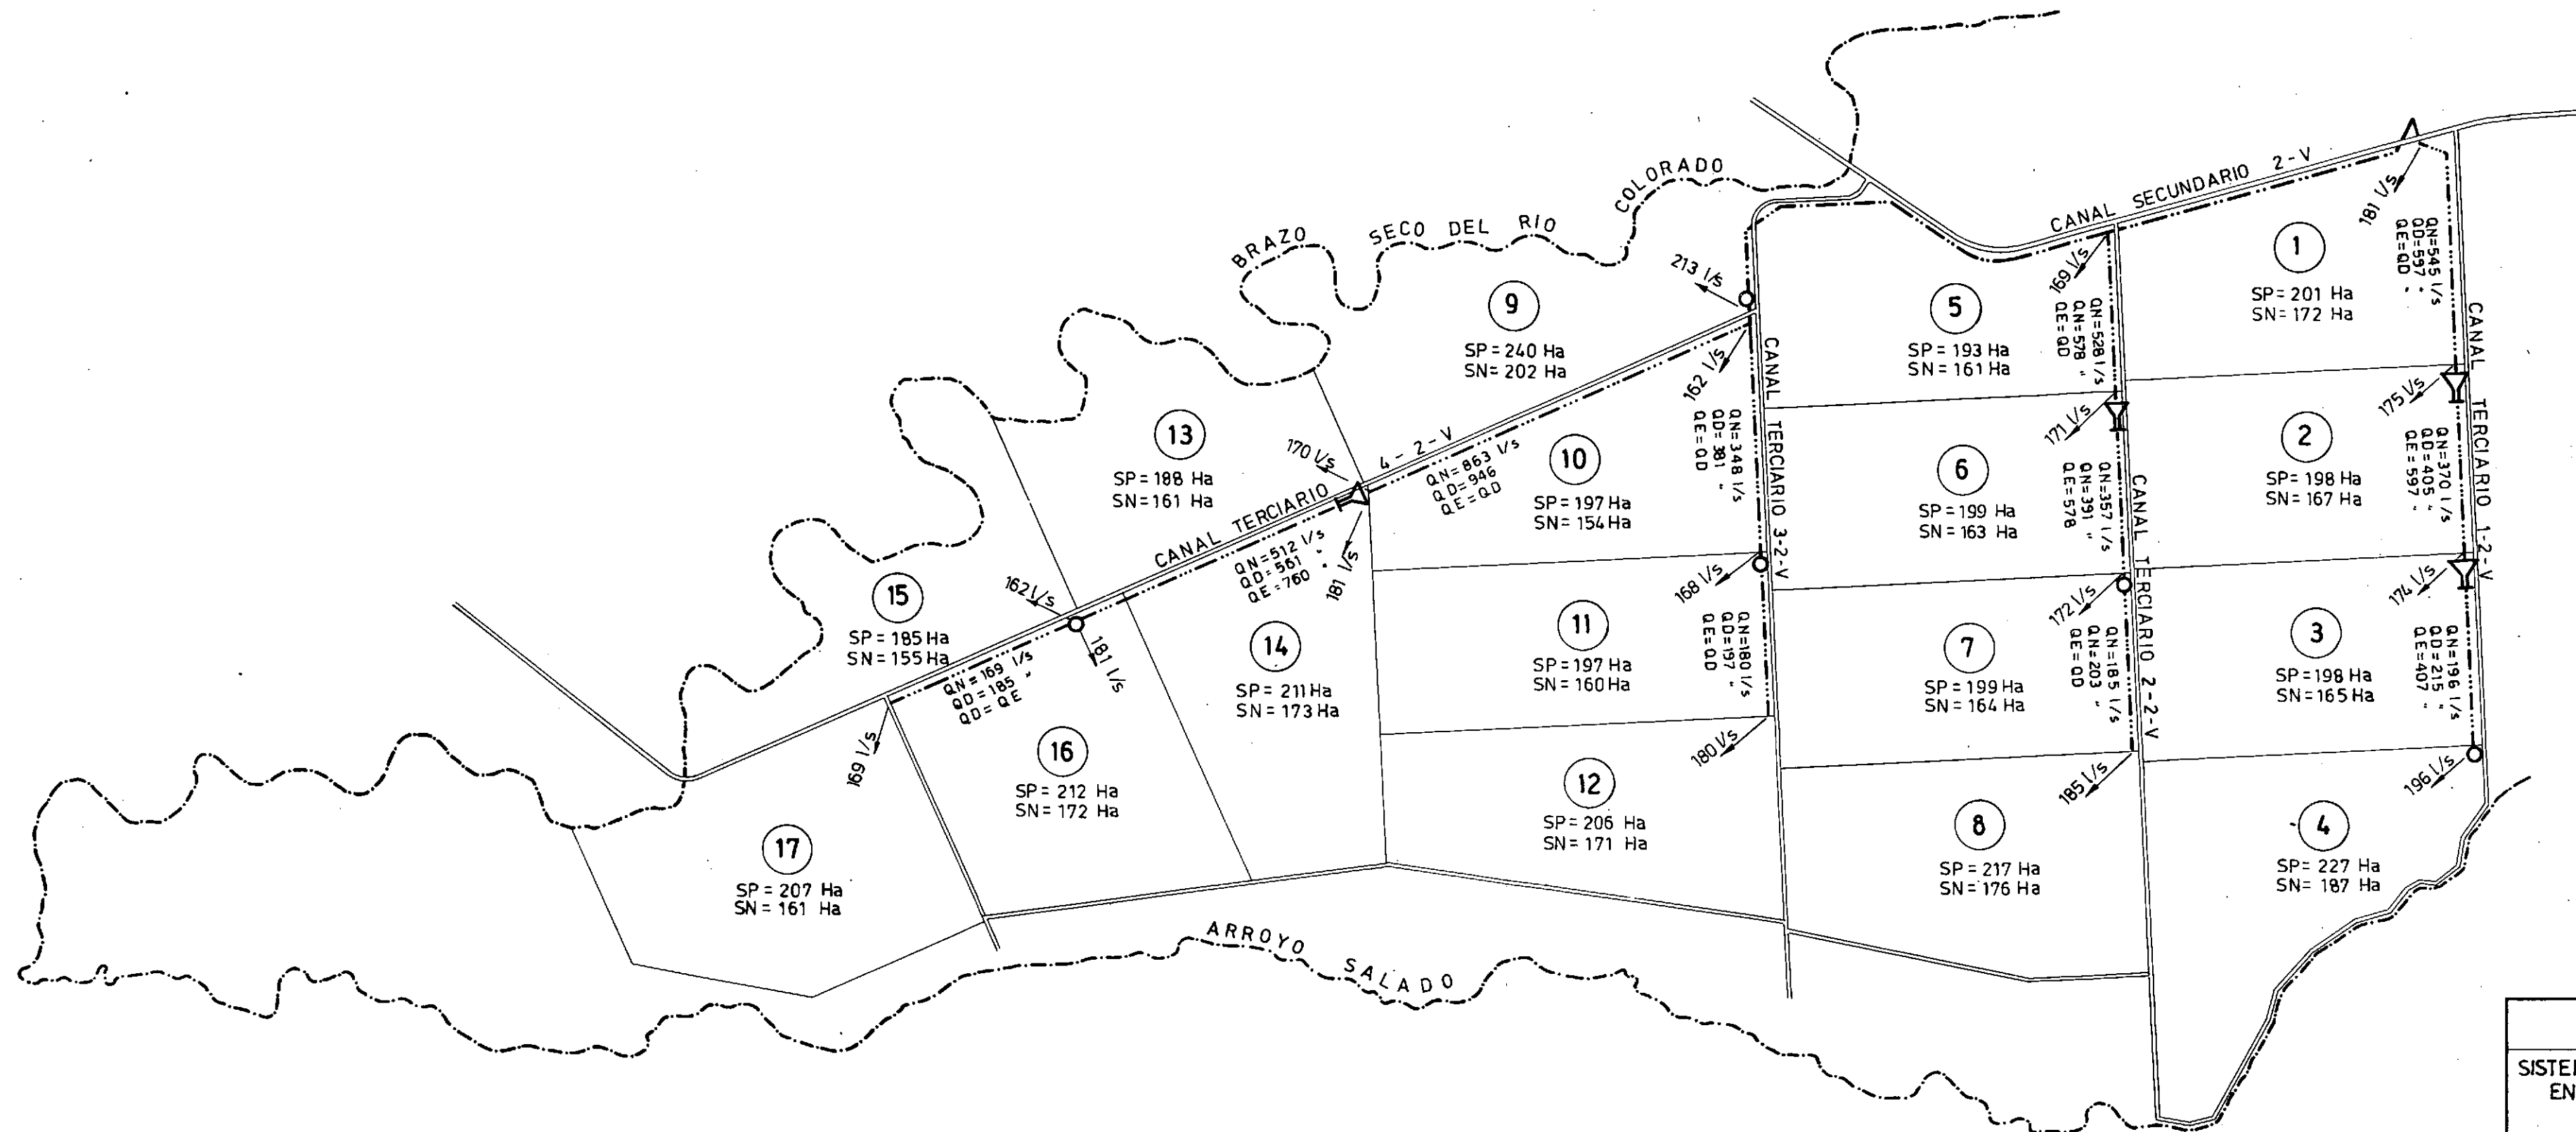 BRAZO SECO DEL RIO COLORADO
CANAL SECUNDARIO 2-V
CANAL TERCIARIO 1-2-V
CANAL TERCIARIO 2-2-V
CANAL TERCIARIO 3-2-V
CANAL TERCIARIO 4-2-V
ARROYO SALADO
1
SP = 201 Ha
SN = 172 Ha
181 l/s
QN=545 l/s
QD=597 "
QE=QD "
2
SP = 198 Ha
SN = 167 Ha
175 l/s
QN=370 l/s
QD=405 "
QE=597 "
3
SP = 198 Ha
SN = 165 Ha
174 l/s
QN=196 l/s
QD=215 "
QE=407 "
4
SP = 227 Ha
SN = 187 Ha
196 l/s
5
SP = 193 Ha
SN = 161 Ha
169 l/s
QN=528 l/s
QN=578 "
QE=QD
6
SP = 199 Ha
SN = 163 Ha
171 l/s
QN=357 l/s
QN=391 "
QE=578
7
SP = 199 Ha
SN = 164 Ha
172 l/s
QN=185 l/s
QN=203 "
QE=QD
8
SP = 217 Ha
SN = 176 Ha
185 l/s
9
SP = 240 Ha
SN = 202 Ha
213 l/s
10
SP = 197 Ha
SN = 154 Ha
162 l/s
QN=348 l/s
QD=381 "
QE=QD
11
SP = 197 Ha
SN = 160 Ha
168 l/s
QN=180 l/s
QD=197 "
QE=QD
12
SP = 206 Ha
SN = 171 Ha
180 l/s
QN= 863 l/s
QD= 946
QE= QD
13
SP = 188 Ha
SN = 161 Ha
170 l/s
14
SP = 211 Ha
SN = 173 Ha
181 l/s
QN=512 l/s
QD=561 "
QE=760 "
15
SP = 185 Ha
SN = 155 Ha
162 l/s
16
SP = 212 Ha
SN = 172 Ha
181 l/s
QN=169 l/s
QD=185 "
QD= QE
17
SP = 207 Ha
SN = 161 Ha
169 l/s
EN